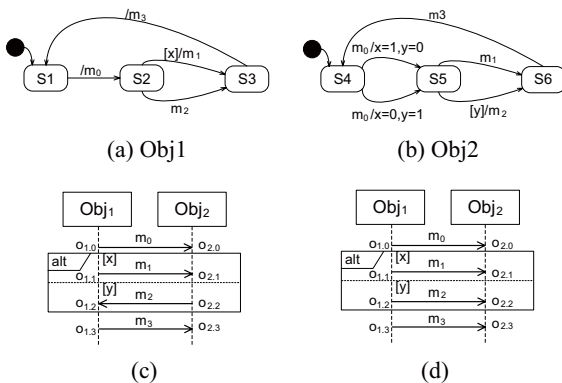 /m₃
[x]/m₁
S1
/m₀
S2
S3
m₂
(a) Obj1
m3
m₀/x=1,y=0
m₁
S4
S5
S6
m₀/x=0,y=1
[y]/m₂
(b) Obj2
Obj₁ Obj₂
o₁.₀ m₀ o₂.₀
alt [x]
o₁.₁ m₁ o₂.₁
[y]
o₁.₂ m₂ o₂.₂
o₁.₃ m₃ o₂.₃
(c)
Obj₁ Obj₂
o₁.₀ m₀ o₂.₀
alt [x]
o₁.₁ m₁ o₂.₁
[y]
o₁.₂ m₂ o₂.₂
o₁.₃ m₃ o₂.₃
(d)